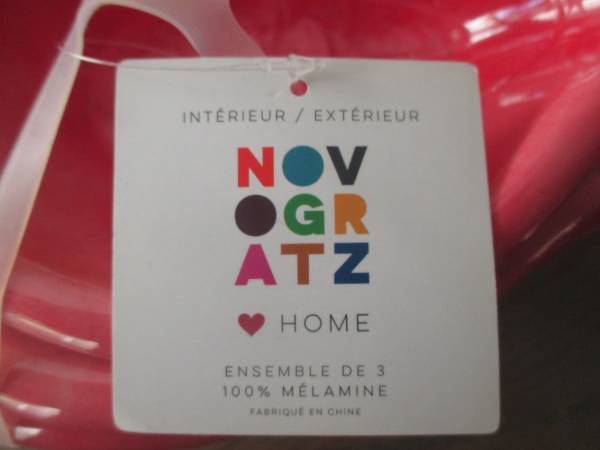 INTÉRIEUR / EXTÉRIEUR
NOV
OGR
ATZ
HOME
ENSEMBLE DE 3
100% MÉLAMINE
FABRIQUÉ EN CHINE